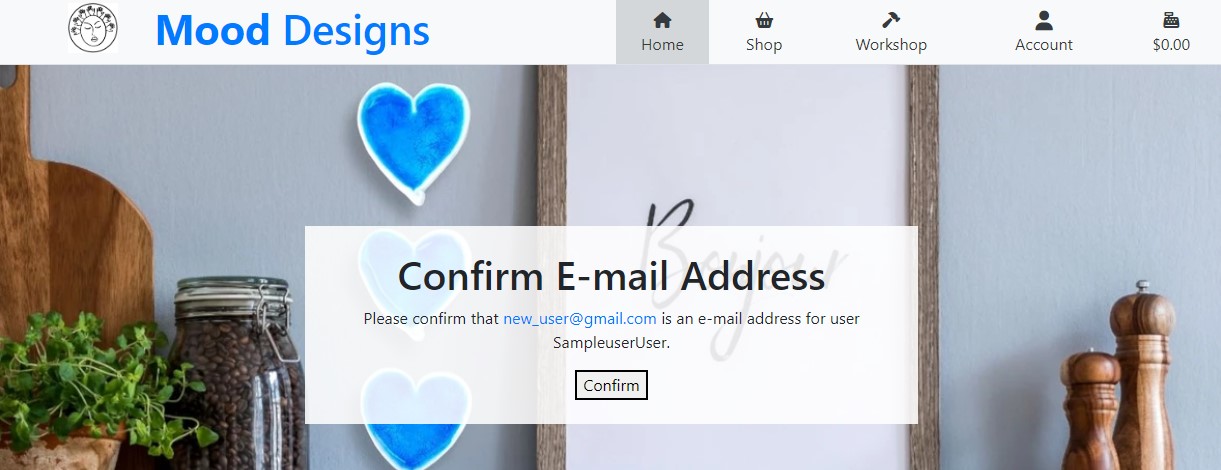 Mood Designs
Home
Shop
Workshop
Account
$0.00
Bonjour
Confirm E-mail Address
Please confirm that new_user@gmail.com is an e-mail address for user
SampleuserUser.
Confirm